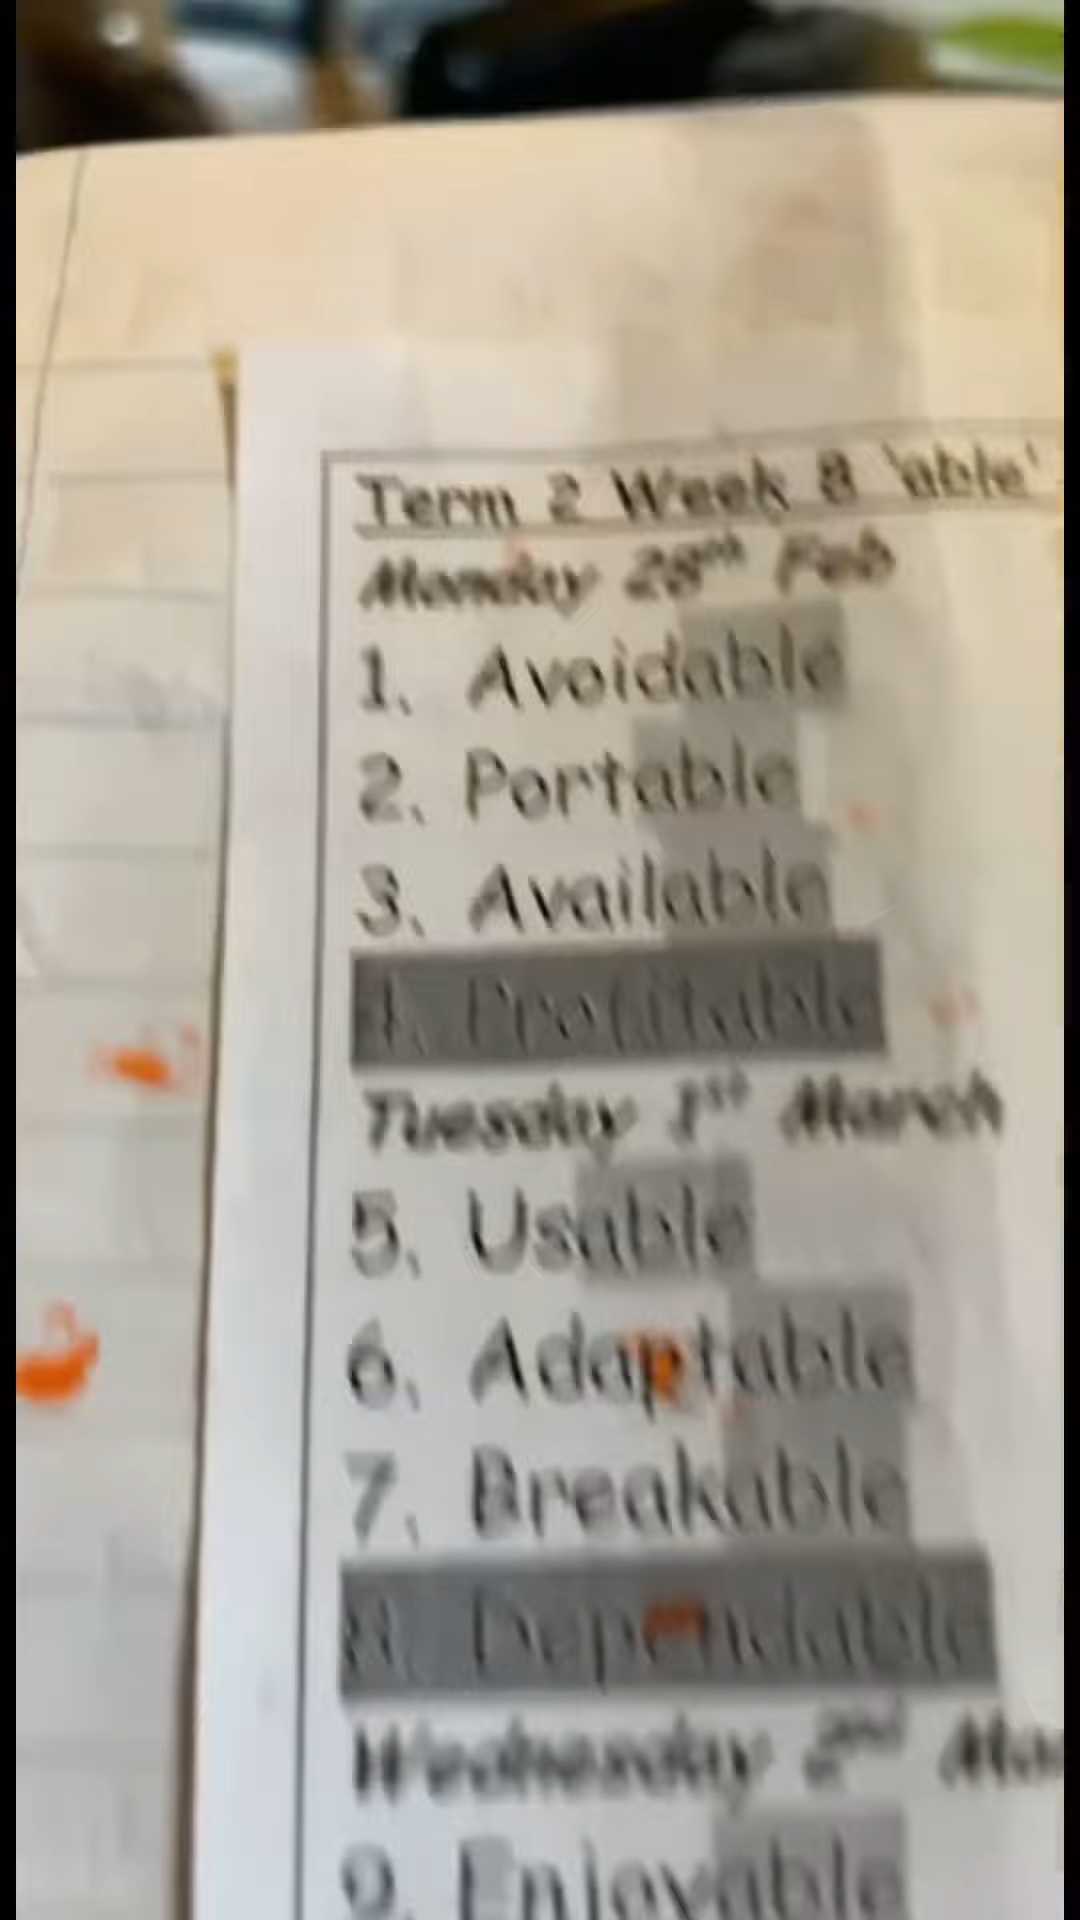 Term 2 Week 8 'able'
Monday 28th Feb
1. Avoidable
2. Portable
3. Available
4. Profitable
Tuesday 1st March
5. Usable
6. Adaptable
7. Breakable
8. Dependable
Wednesday 2nd Mar
9. Enjoyable